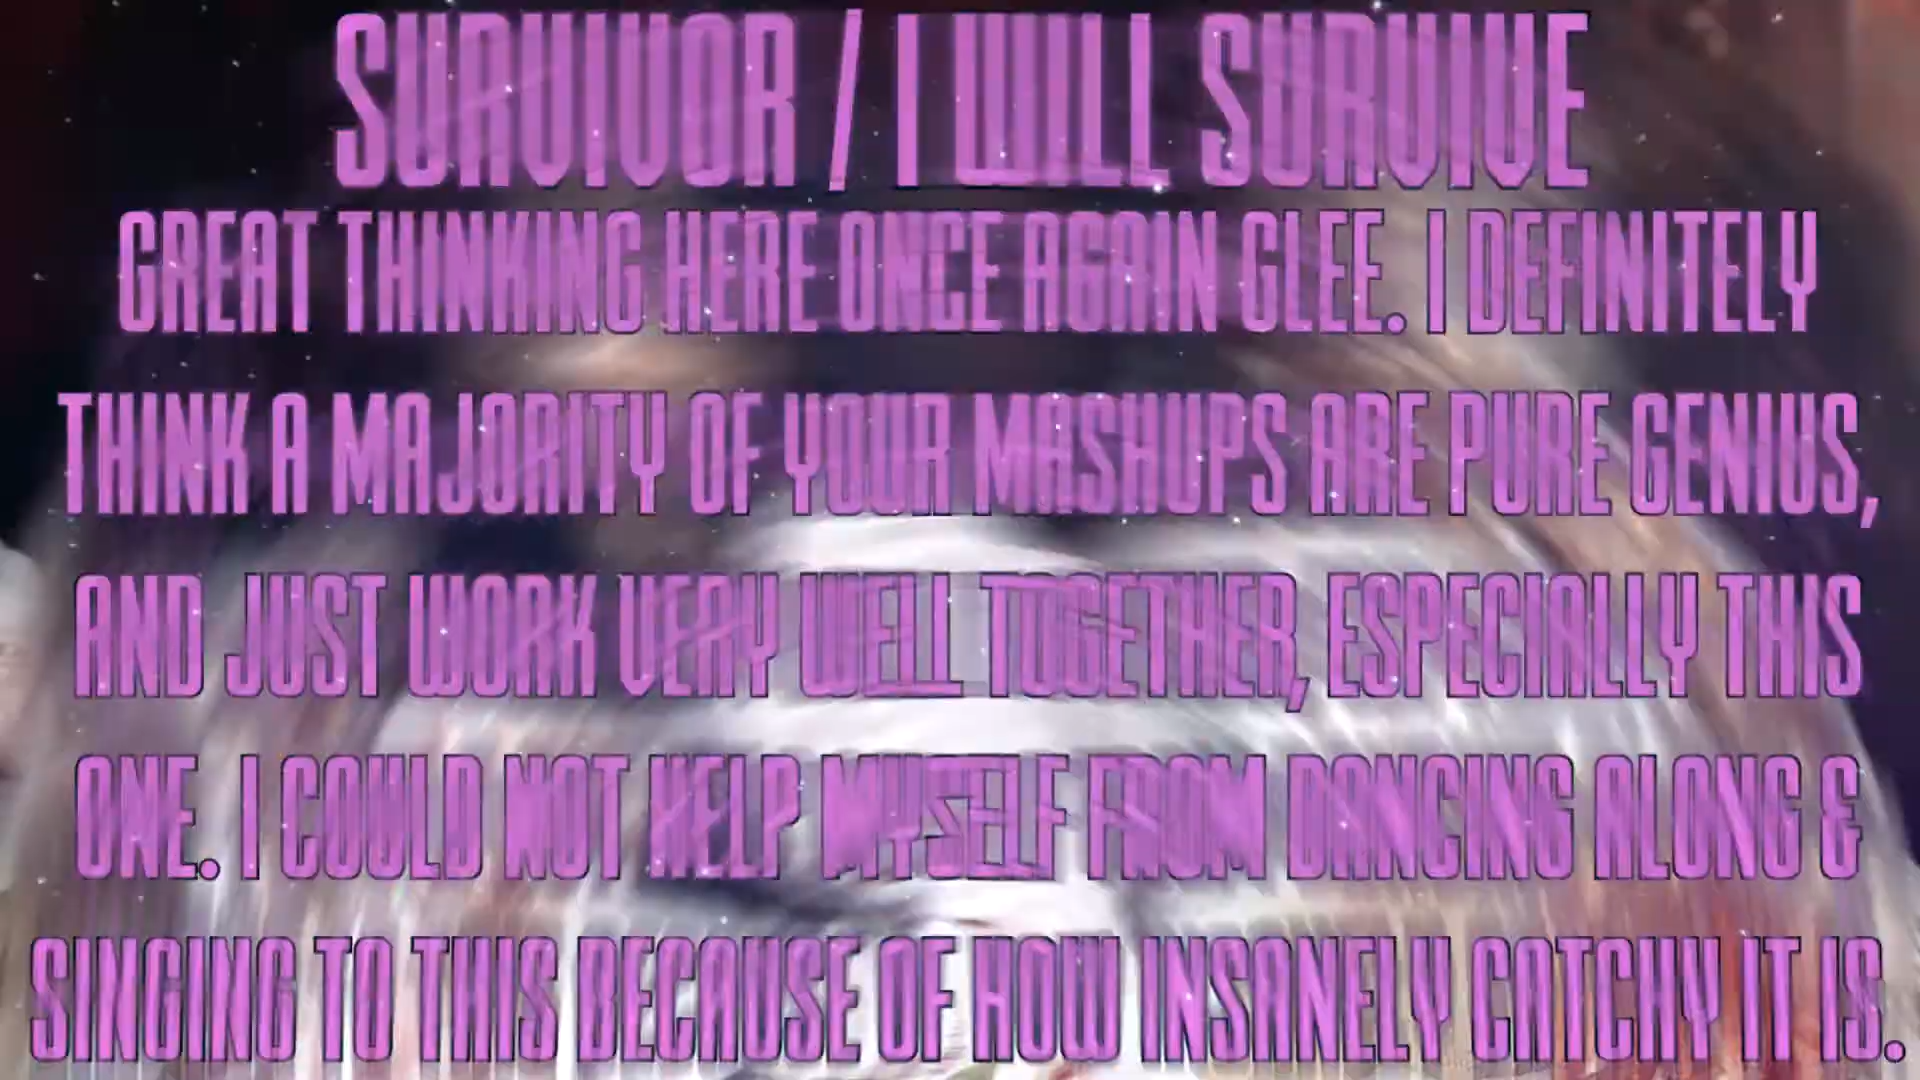 SURVIVOR / I WILL SURVIVE
GREAT THINKING HERE ONCE AGAIN GLEE. I DEFINITELY
THINK A MAJORITY OF YOUR MASHUPS ARE PURE GENIUS,
AND JUST WORK VERY WELL TOGETHER, ESPECIALLY THIS
ONE. I COULD NOT HELP MYSELF FROM DANCING ALONG &
SINGING TO THIS BECAUSE OF HOW INSANELY CATCHY IT IS.